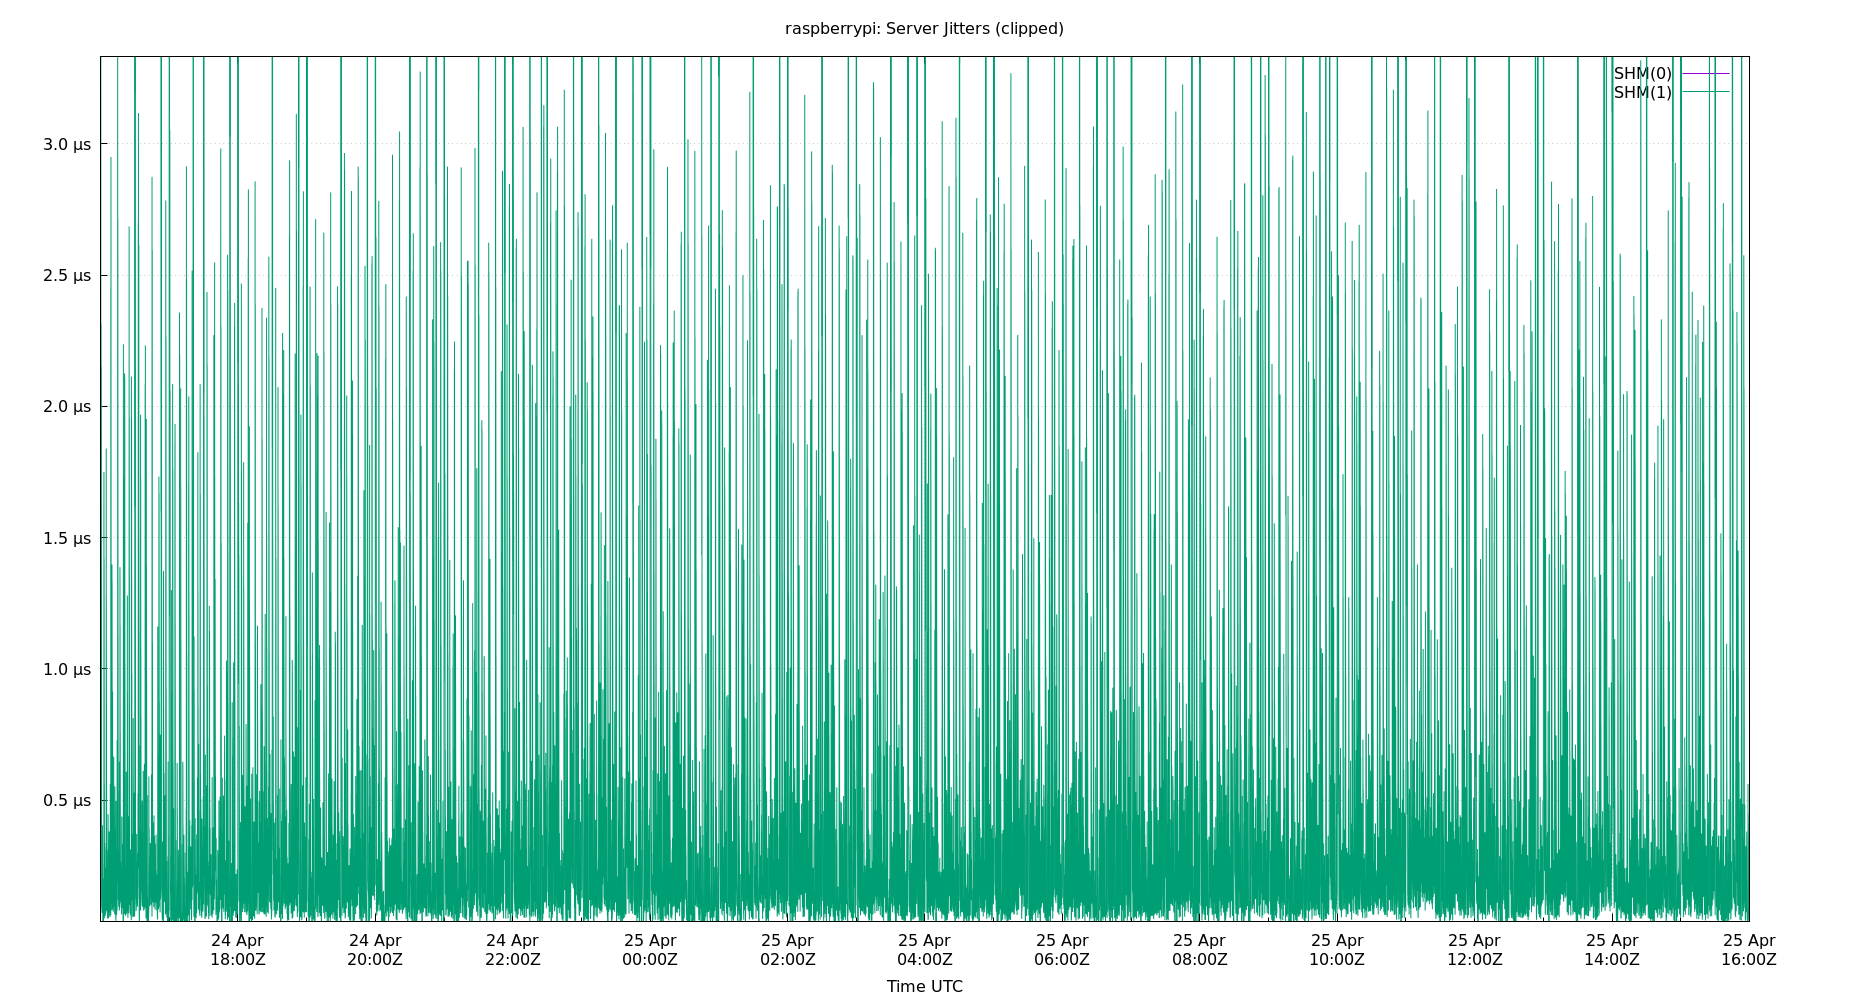 raspberrypi: Server Jitters (clipped)
SHM(0)
SHM(1)
3.0 µs
2.5 µs
2.0 µs
1.5 µs
1.0 µs
0.5 µs
24 Apr 24 Apr 24 Apr 25 Apr 25 Apr 25 Apr 25 Apr 25 Apr 25 Apr 25 Apr 25 Apr 25 Apr
18:00Z 20:00Z 22:00Z 00:00Z 02:00Z 04:00Z 06:00Z 08:00Z 10:00Z 12:00Z 14:00Z 16:00Z
Time UTC